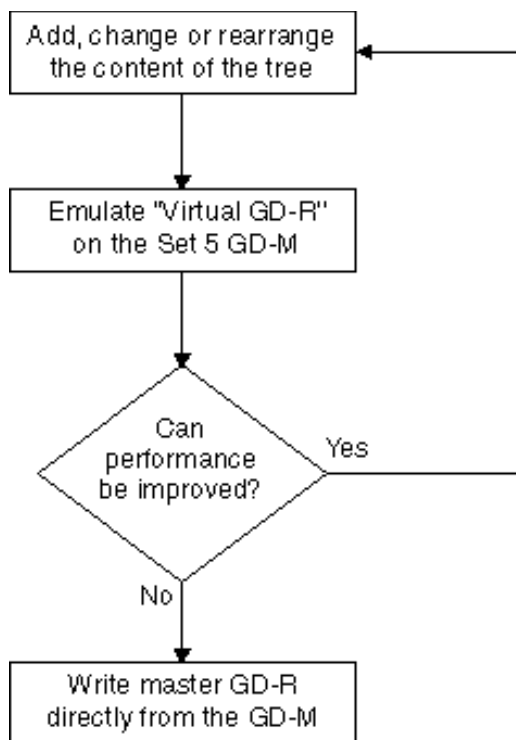 Add, change or rearrange
the content of the tree
Emulate "Virtual GD-R"
on the Set 5 GD-M
Can
performance
be improved?
Yes
No
Write master GD-R
directly from the GD-M